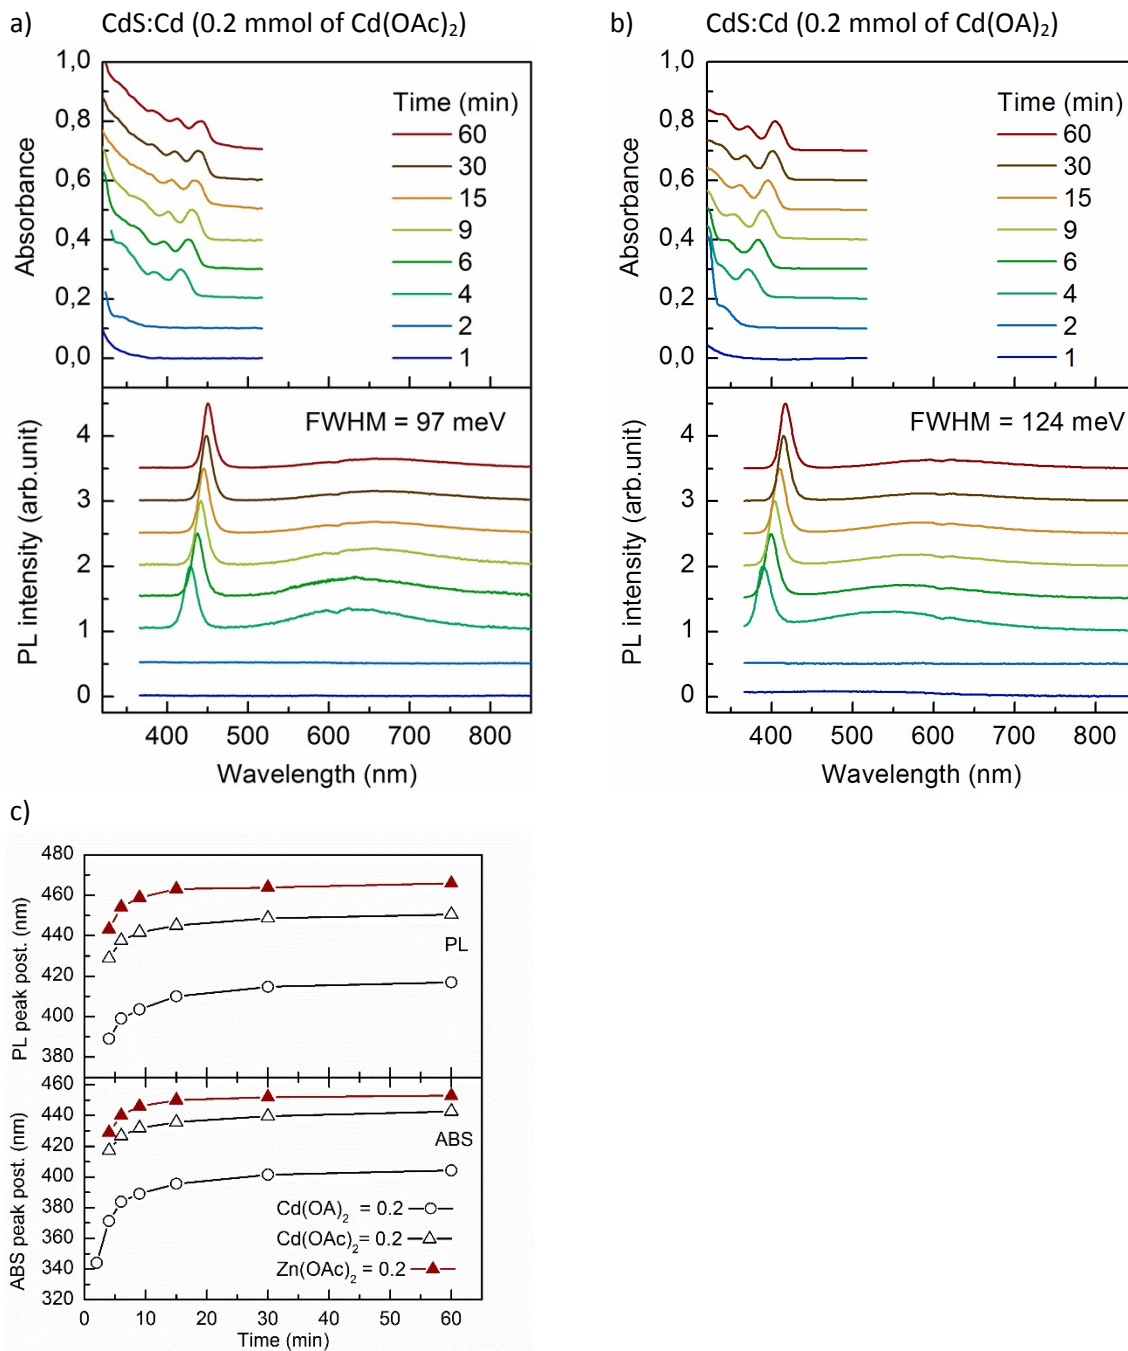 a) CdS:Cd (0.2 mmol of Cd(OAc)₂)
1,0
0,8
0,6
0,4
0,2
0,0
Absorbance
Time (min)
60
30
15
9
6
4
2
1
FWHM = 97 meV
4
3
2
1
0
PL intensity (arb.unit)
400 500 600 700 800
Wavelength (nm)
b) CdS:Cd (0.2 mmol of Cd(OA)₂)
1,0
0,8
0,6
0,4
0,2
0,0
Absorbance
Time (min)
60
30
15
9
6
4
2
1
FWHM = 124 meV
4
3
2
1
0
PL intensity (arb.unit)
400 500 600 700 800
Wavelength (nm)
c)
480
460
440
420
400
380
PL peak post. (nm)
PL
460
440
420
400
380
360
340
320
ABS peak post. (nm)
ABS
Cd(OA)₂ = 0.2
Cd(OAc)₂= 0.2
Zn(OAc)₂ = 0.2
0 10 20 30 40 50 60
Time (min)